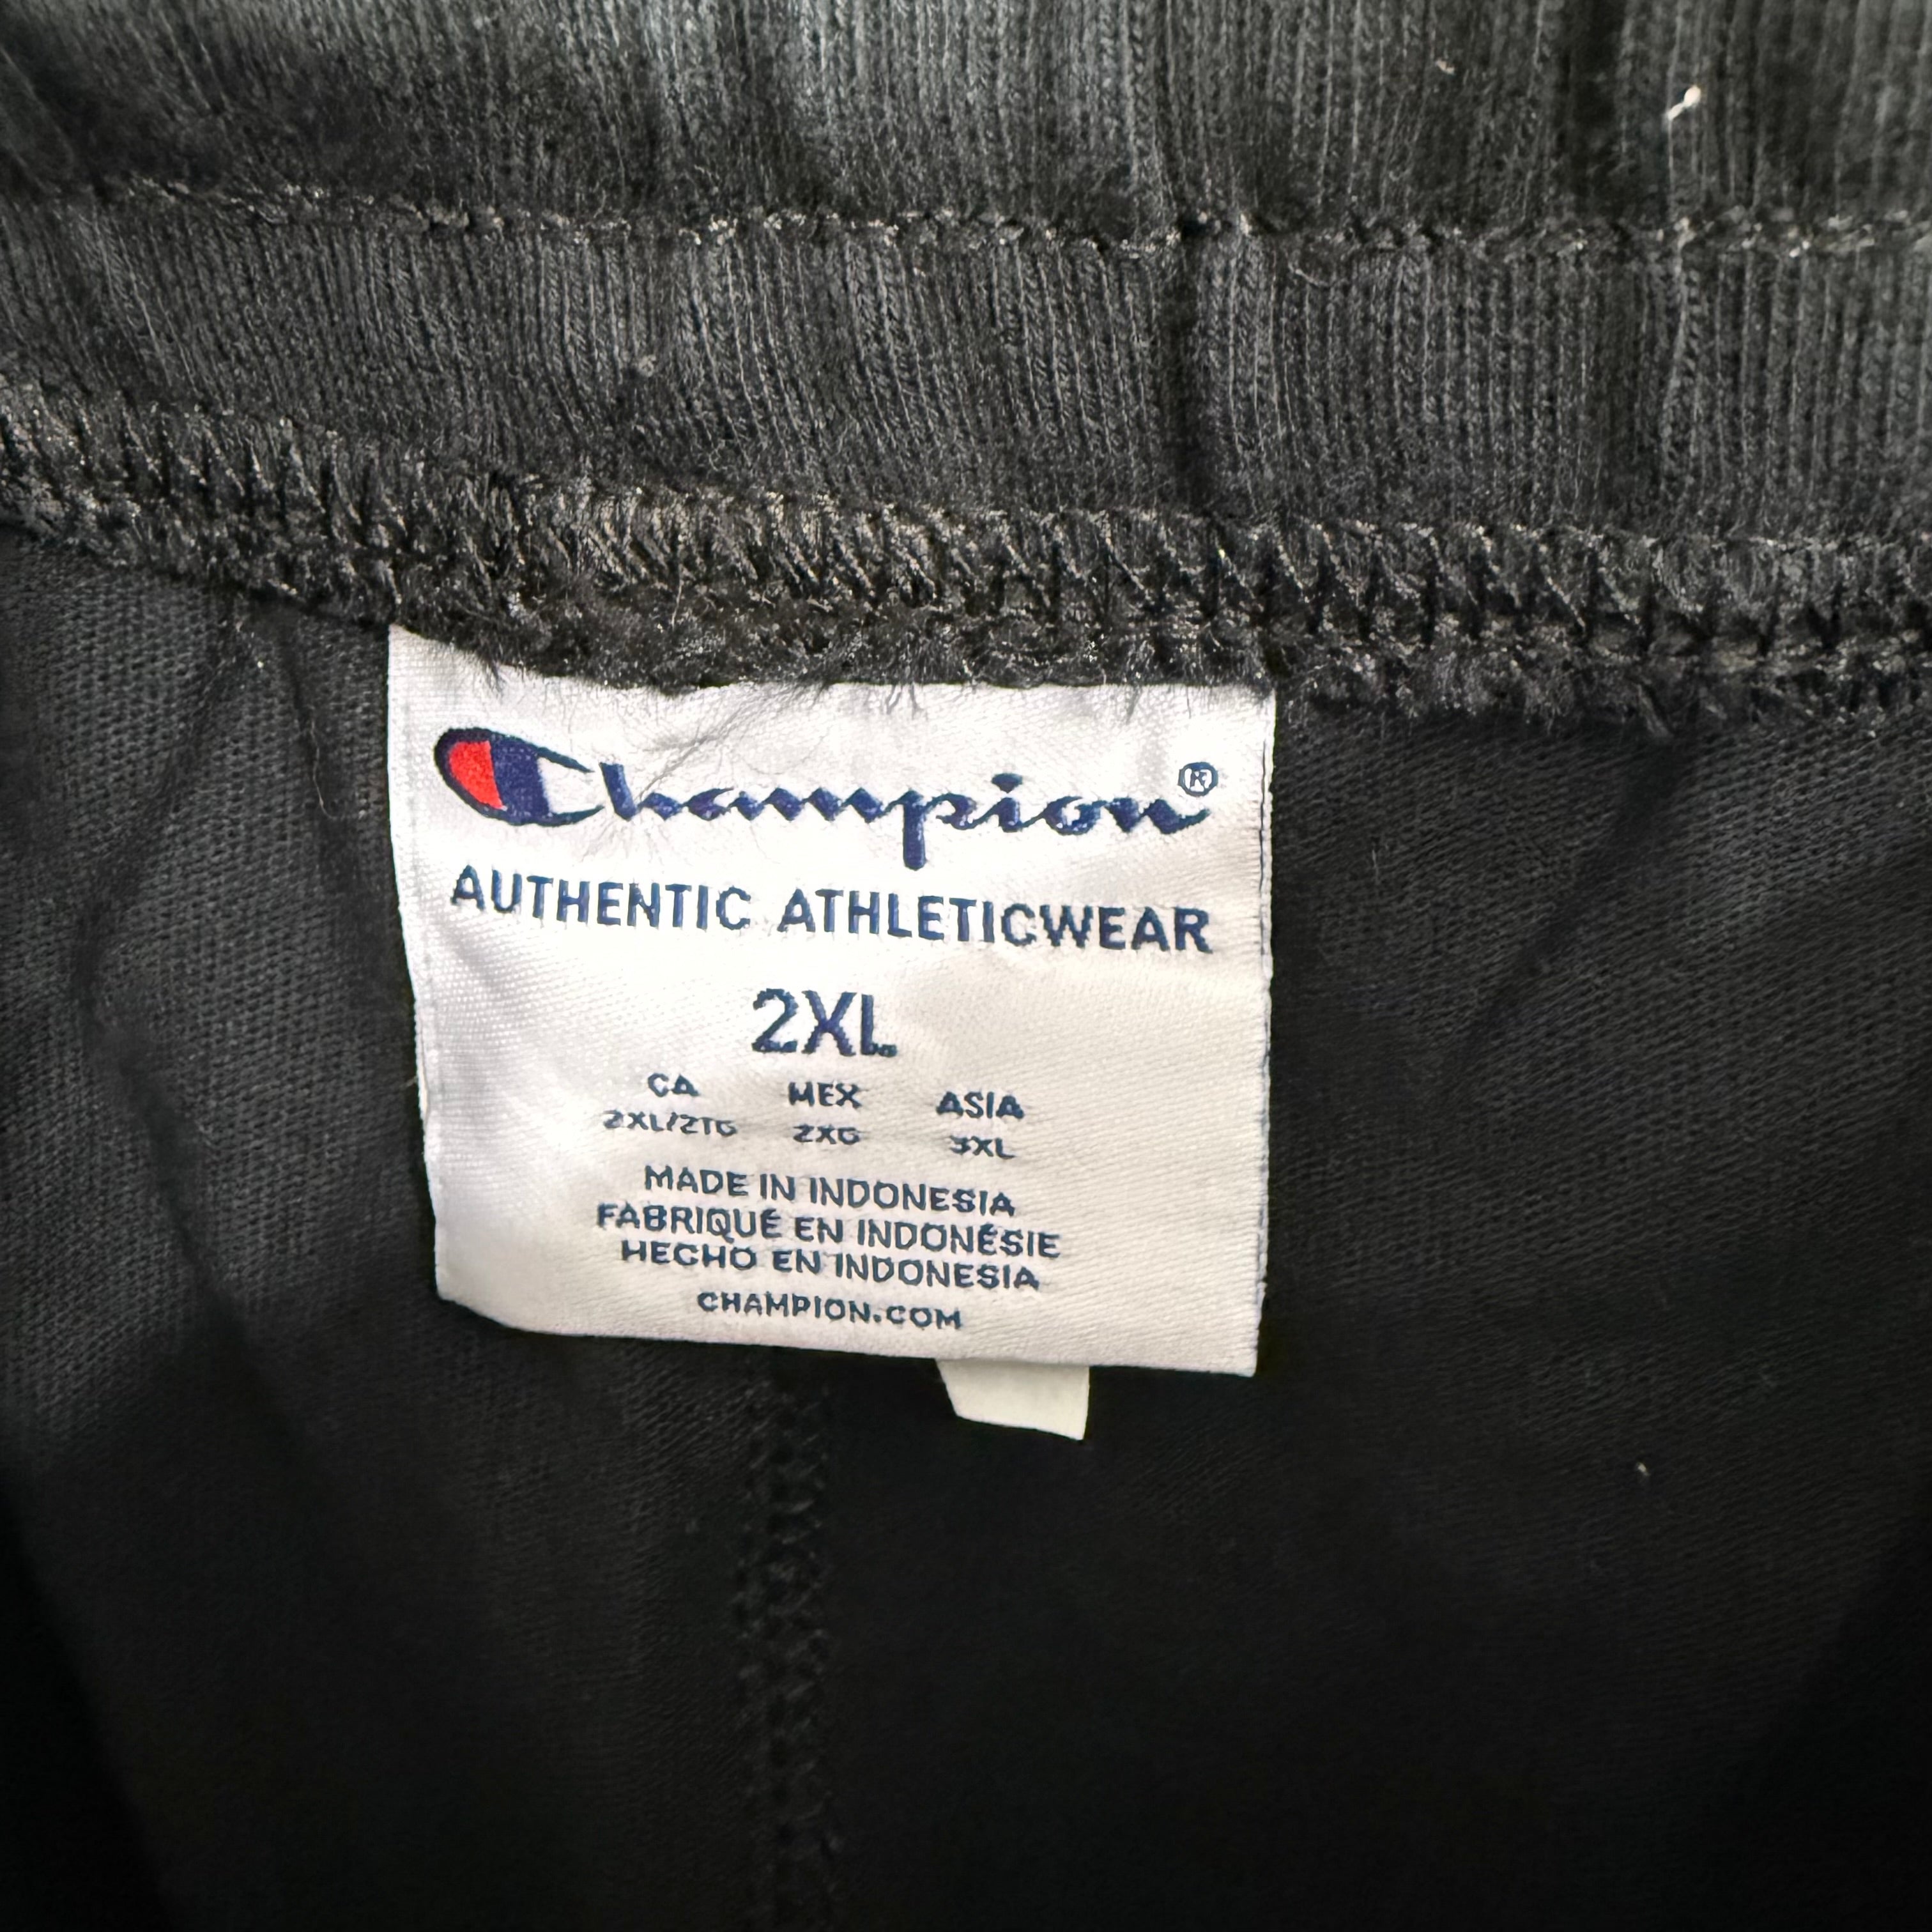 Champion®
AUTHENTIC ATHLETICWEAR
2XL
CA MEX ASIA
2XL/2TG 2XG 3XL
MADE IN INDONESIA
FABRIQUÉ EN INDONÉSIE
HECHO EN INDONESIA
CHAMPION.COM